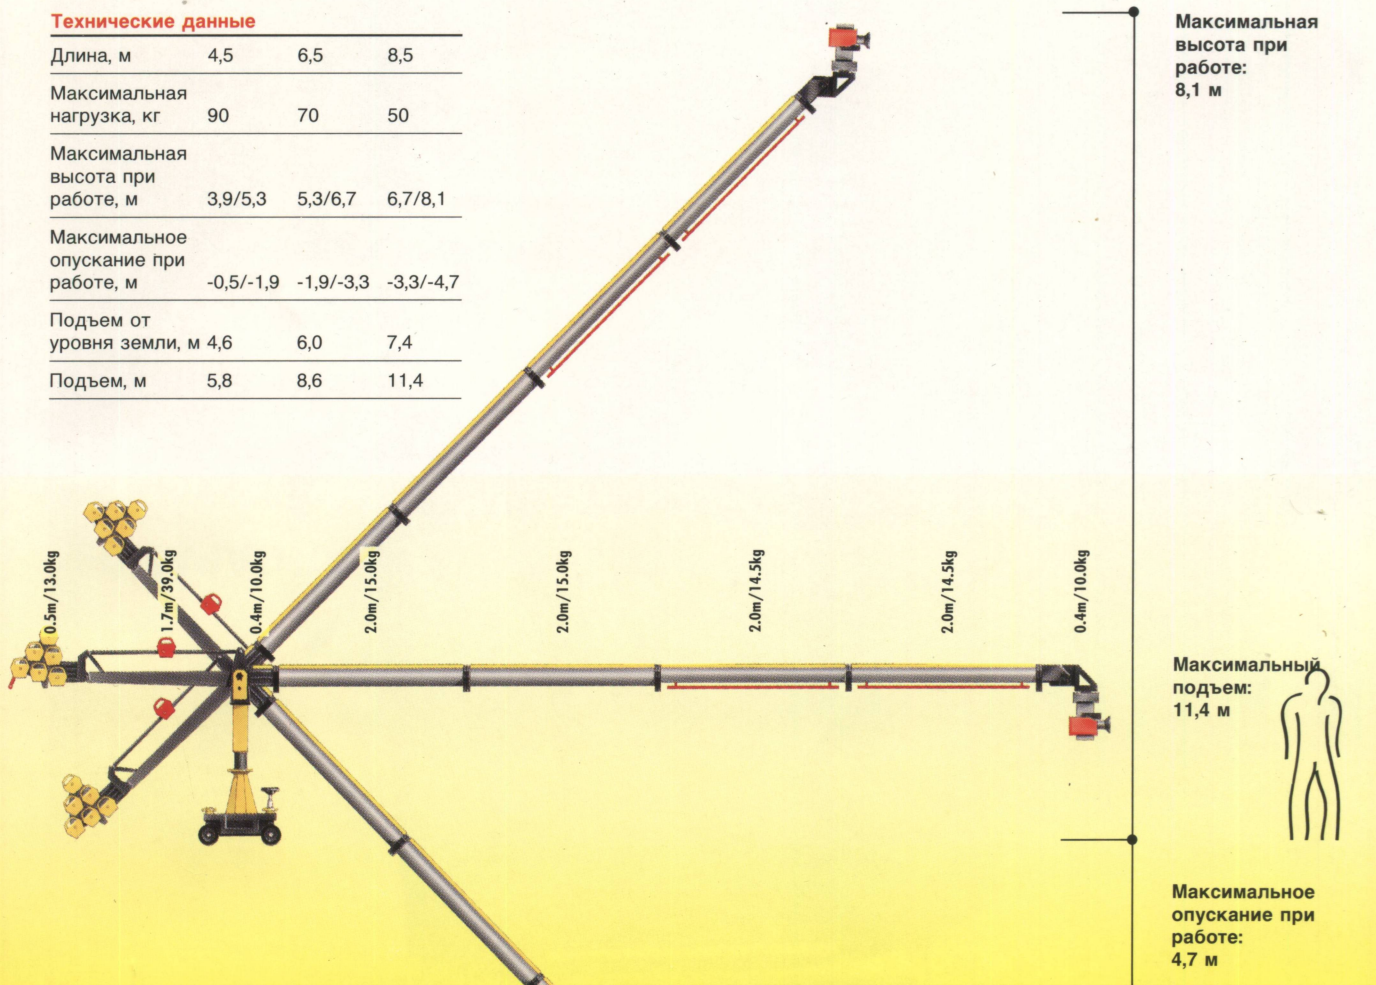 Технические данные
Длина, м 4,5 6,5 8,5
Максимальная
нагрузка, кг 90 70 50
Максимальная
высота при
работе, м 3,9/5,3 5,3/6,7 6,7/8,1
Максимальное
опускание при
работе, м -0,5/-1,9 -1,9/-3,3 -3,3/-4,7
Подъем от
уровня земли, м 4,6 6,0 7,4
Подъем, м 5,8 8,6 11,4
Максимальная
высота при
работе:
8,1 м
0.5m/13.0kg
1.7m/39.0kg
0.4m/10.0kg
2.0m/15.0kg
2.0m/15.0kg
2.0m/14.5kg
2.0m/14.5kg
0.4m/10.0kg
Максимальный
подъем:
11,4 м
Максимальное
опускание при
работе:
4,7 м